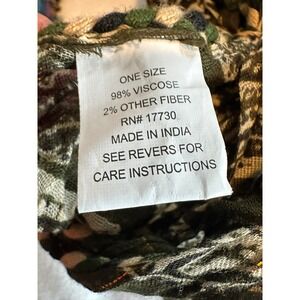 ONE SIZE
98% VISCOSE
2% OTHER FIBER
RN# 17730
MADE IN INDIA
SEE REVERS FOR
CARE INSTRUCTIONS